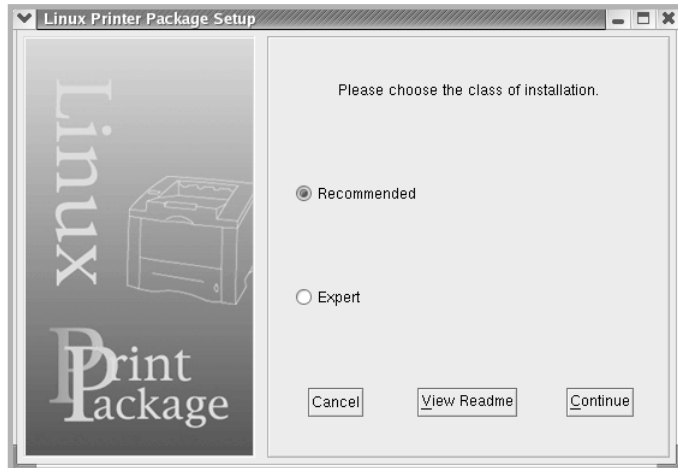 Linux Printer Package Setup
Linux
Print
Package
Please choose the class of installation.
Recommended
Expert
Cancel
View Readme
Continue